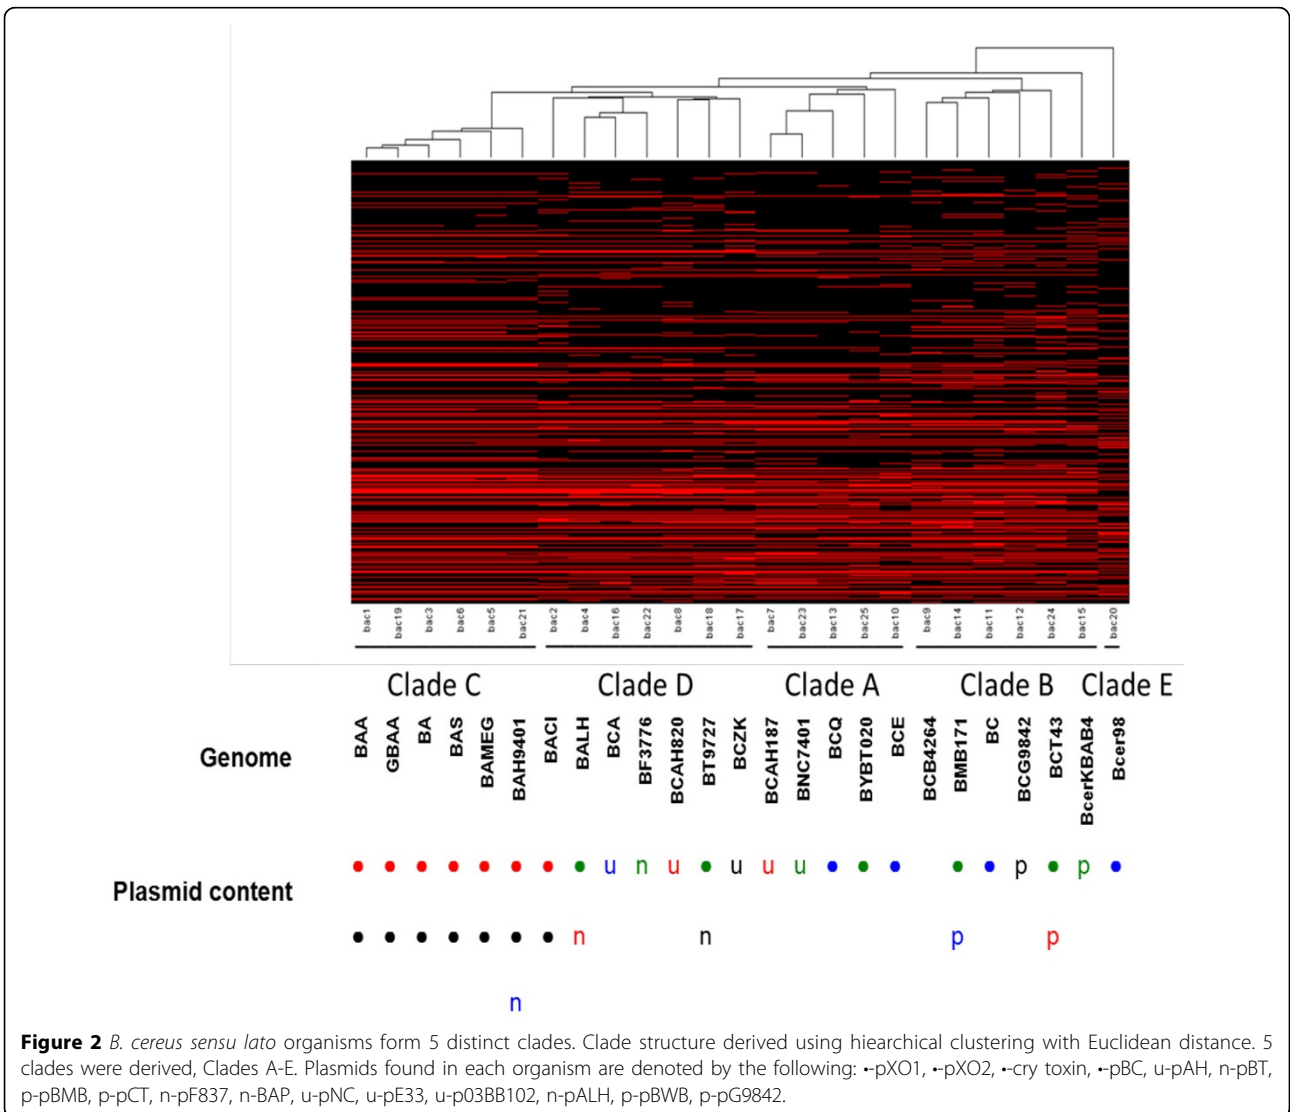 bac1 bac19 bac3 bac6 bac5 bac21 bac2 bac4 bac16 bac22 bac8 bac18 bac17 bac7 bac23 bac13 bac25 bac10 bac9 bac14 bac11 bac12 bac24 bac15 bac20
Clade C Clade D Clade A Clade B Clade E
Genome BAA GBAA BA BAS BAMEG BAH9401 BACI BALH BCA BF3776 BCAH820 BT9727 BCZK BCAH187 BNC7401 BCQ BYBT020 BCE BCB4264 BMB171 BC BCG9842 BCT43 BcerKBAB4 Bcer98
• • • • • • • • u n u • u u u • • • • • p • p •
Plasmid content
• • • • • • • n n p p
n
Figure 2 B. cereus sensu lato organisms form 5 distinct clades. Clade structure derived using hiearchical clustering with Euclidean distance. 5
clades were derived, Clades A-E. Plasmids found in each organism are denoted by the following: •-pXO1, •-pXO2, •-cry toxin, •-pBC, u-pAH, n-pBT,
p-pBMB, p-pCT, n-pF837, n-BAP, u-pNC, u-pE33, u-p03BB102, n-pALH, p-pBWB, p-pG9842.